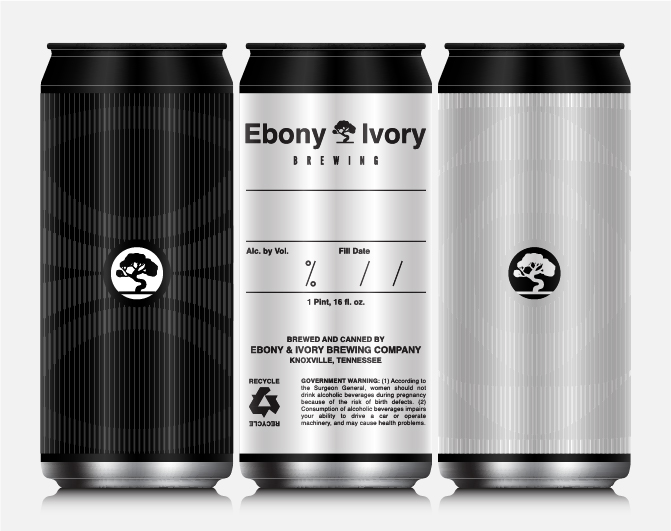 Ebony Ivory
BREWING
Alc. by Vol. Fill Date
% / /
1 Pint, 16 fl. oz.
BREWED AND CANNED BY
EBONY & IVORY BREWING COMPANY
KNOXVILLE, TENNESSEE
RECYCLE
RECYCLE
GOVERNMENT WARNING: (1) According to
the Surgeon General, women should not
drink alcoholic beverages during pregnancy
because of the risk of birth defects. (2)
Consumption of alcoholic beverages impairs
your ability to drive a car or operate
machinery, and may cause health problems.